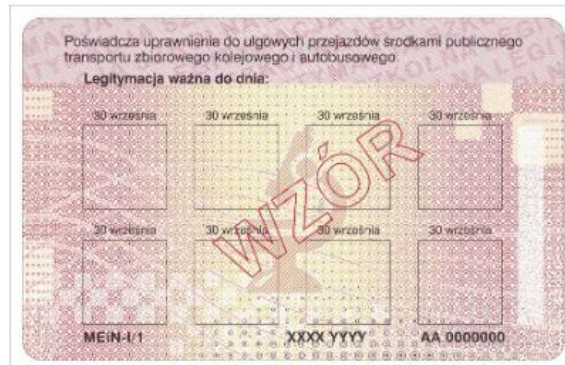 Poświadcza uprawnienia do ulgowych przejazdów środkami publicznego
transportu zbiorowego kolejowego i autobusowego
Legitymacja ważna do dnia:
30 września 30 września 30 września 30 września
WZÓR
30 września 30 września 30 września 30 września
MEiN-I/1 XXXX YYYY AA 0000000